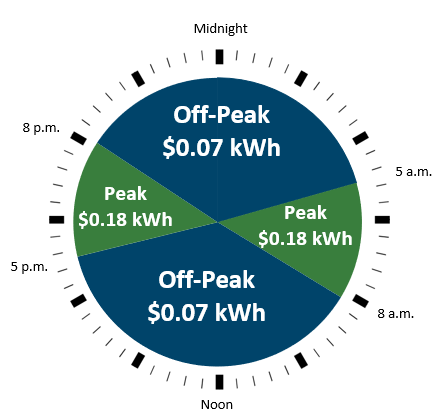 Midnight
Off-Peak
$0.07 kWh
8 p.m.
5 a.m.
Peak
$0.18 kWh
Peak
$0.18 kWh
5 p.m.
Off-Peak
$0.07 kWh
8 a.m.
Noon